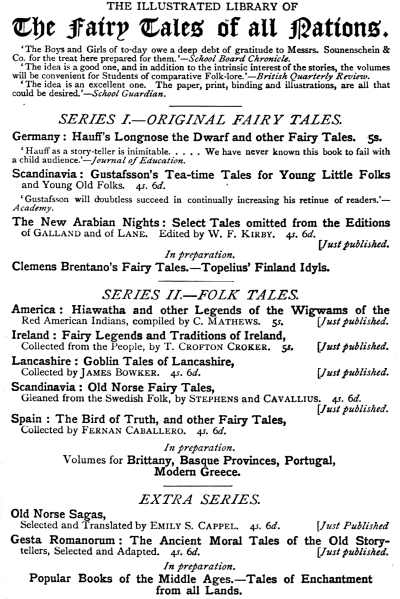 THE ILLUSTRATED LIBRARY OF
The Fairy Tales of all Nations.
'The Boys and Girls of to-day owe a deep debt of gratitude to Messrs. Sounenschein &
Co. for the treat here prepared for them.'—School Board Chronicle.
'The idea is a good one, and in addition to the intrinsic interest of the stories, the volumes
will be convenient for Students of comparative Folk-lore.'—British Quarterly Review.
'The idea is an excellent one. The paper, print, binding and illustrations, are all that
could be desired.'—School Guardian.
SERIES I.—ORIGINAL FAIRY TALES.
Germany: Hauff's Longnose the Dwarf and other Fairy Tales. 5s.
'Hauff as a story-teller is inimitable. . . . . We have never known this book to fail with
a child audience.'—Journal of Education.
Scandinavia: Gustafsson's Tea-time Tales for Young Little Folks
and Young Old Folks. 4s. 6d.
'Gustafsson will doubtless succeed in continually increasing his retinue of readers.'—
Academy.
The New Arabian Nights: Select Tales omitted from the Editions
of GALLAND and of LANE. Edited by W. F. KIRBY. 4s. 6d.
[Just published.
In preparation.
Clemens Brentano's Fairy Tales.—Topelius' Finland Idyls.
SERIES II.—FOLK TALES.
America: Hiawatha and other Legends of the Wigwams of the
Red American Indians, compiled by C. MATHEWS. 5s. [Just published.
Ireland: Fairy Legends and Traditions of Ireland,
Collected from the People, by T. CROFTON CROKER. 5s. [Just published.
Lancashire: Goblin Tales of Lancashire,
Collected by JAMES BOWKER. 4s. 6d. [Just published.
Scandinavia: Old Norse Fairy Tales,
Gleaned from the Swedish Folk, by STEPHENS and CAVALLIUS. 4s. 6d.
[Just published.
Spain: The Bird of Truth, and other Fairy Tales,
Collected by FERNAN CABALLERO. 4s. 6d.
In preparation.
Volumes for Brittany, Basque Provinces, Portugal,
Modern Greece.
EXTRA SERIES.
Old Norse Sagas,
Selected and Translated by EMILY S. CAPPEL. 4s. 6d. [Just Published
Gesta Romanorum: The Ancient Moral Tales of the Old Story-
tellers, Selected and Adapted. 4s. 6d. [Just published.
In preparation.
Popular Books of the Middle Ages.—Tales of Enchantment
from all Lands.